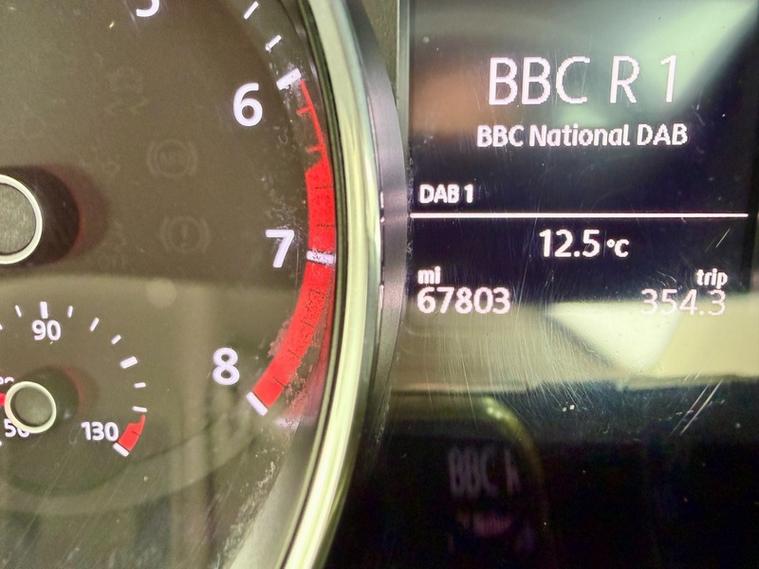 6
7
8
90
130
BBC R 1
BBC National DAB
DAB 1
12.5 °C
mi trip
67803 354.3